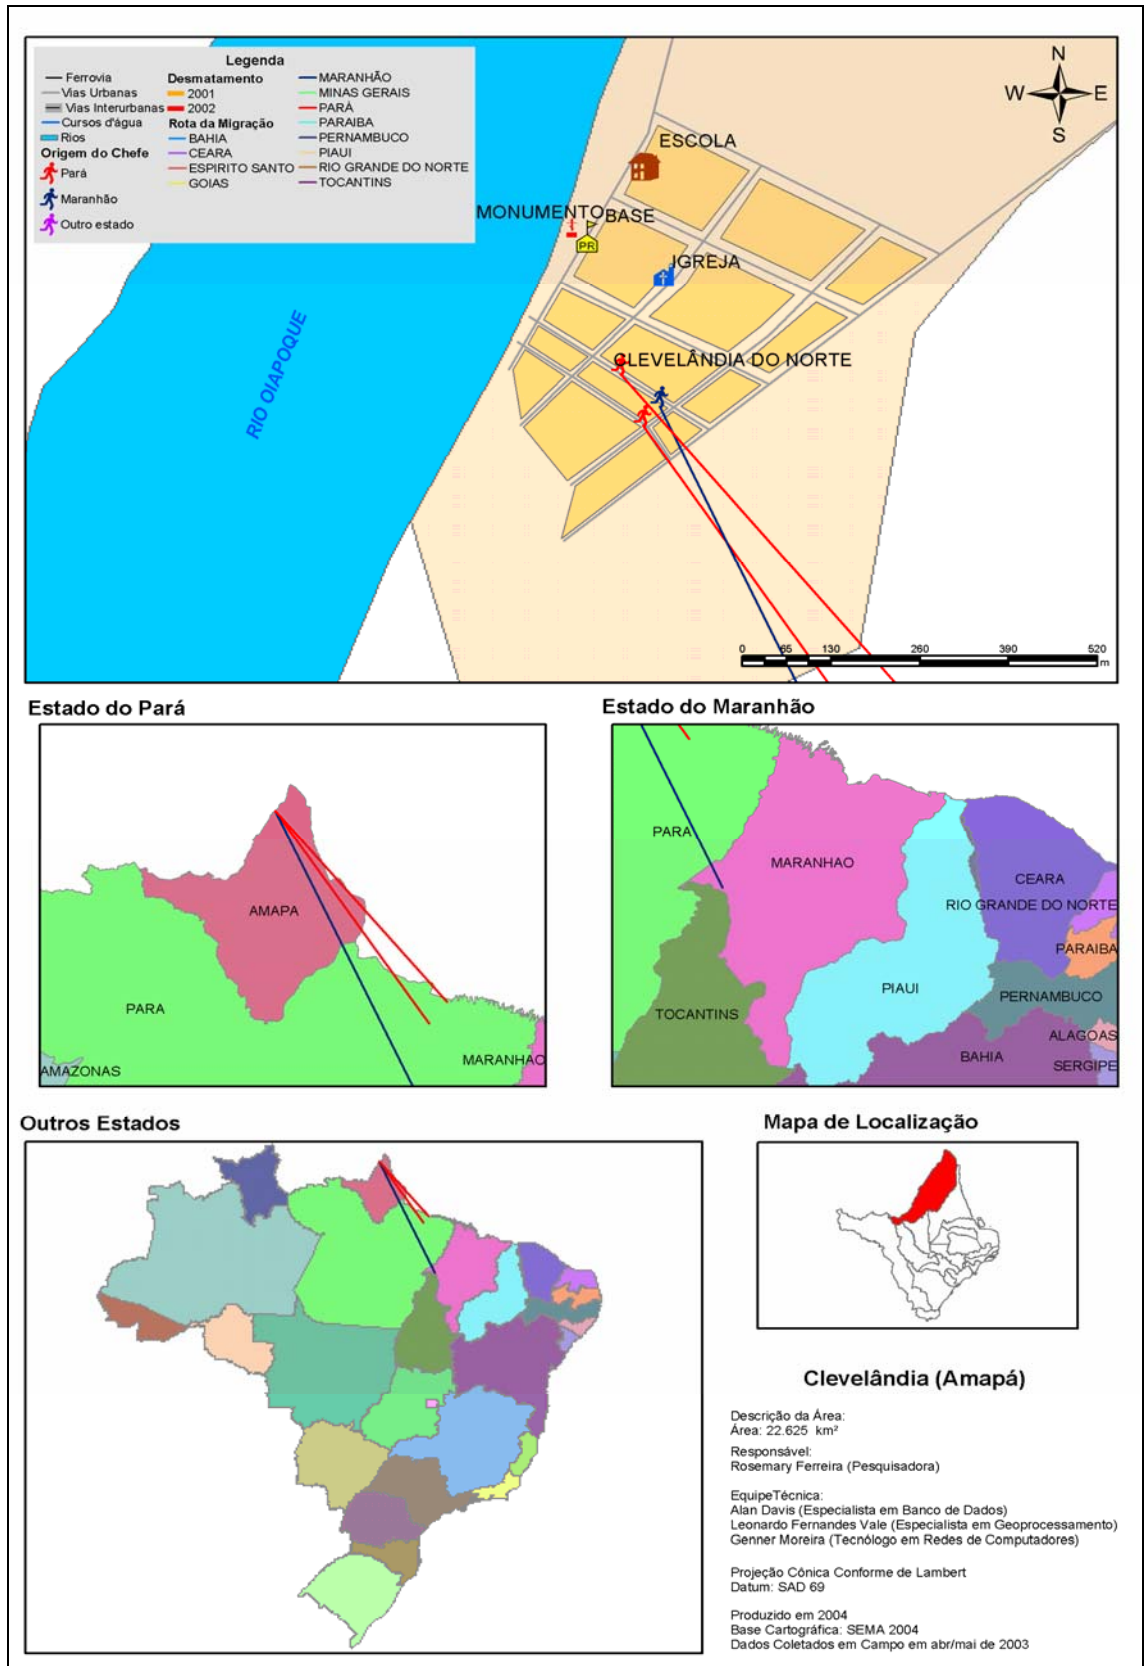 Legenda
Ferrovia
Vias Urbanas
Vias Interurbanas
Cursos d'água
Rios
Origem do Chefe
Pará
Maranhão
Outro estado
Desmatamento
2001
2002
Rota da Migração
BAHIA
CEARA
ESPIRITO SANTO
GOIAS
MARANHÃO
MINAS GERAIS
PARÁ
PARAIBA
PERNAMBUCO
PIAUI
RIO GRANDE DO NORTE
TOCANTINS
N
W E
S
ESCOLA
MONUMENTO
BASE
PR
IGREJA
CLEVELÂNDIA DO NORTE
RIO OIAPOQUE
0 65 130 260 390 520
m
Estado do Pará
AMAPA
PARA
MARANHAO
AMAZONAS
Estado do Maranhão
PARA
MARANHAO
CEARA
RIO GRANDE DO NORTE
PARAIBA
PIAUI
PERNAMBUCO
TOCANTINS
ALAGOAS
BAHIA
SERGIPE
Outros Estados
Mapa de Localização
Clevelândia (Amapá)
Descrição da Área:
Área: 22.625 km²
Responsável:
Rosemary Ferreira (Pesquisadora)
EquipeTécnica:
Alan Davis (Especialista em Banco de Dados)
Leonardo Fernandes Vale (Especialista em Geoprocessamento)
Genner Moreira (Tecnólogo em Redes de Computadores)
Projeção Cônica Conforme de Lambert
Datum: SAD 69
Produzido em 2004
Base Cartográfica: SEMA 2004
Dados Coletados em Campo em abr/mai de 2003